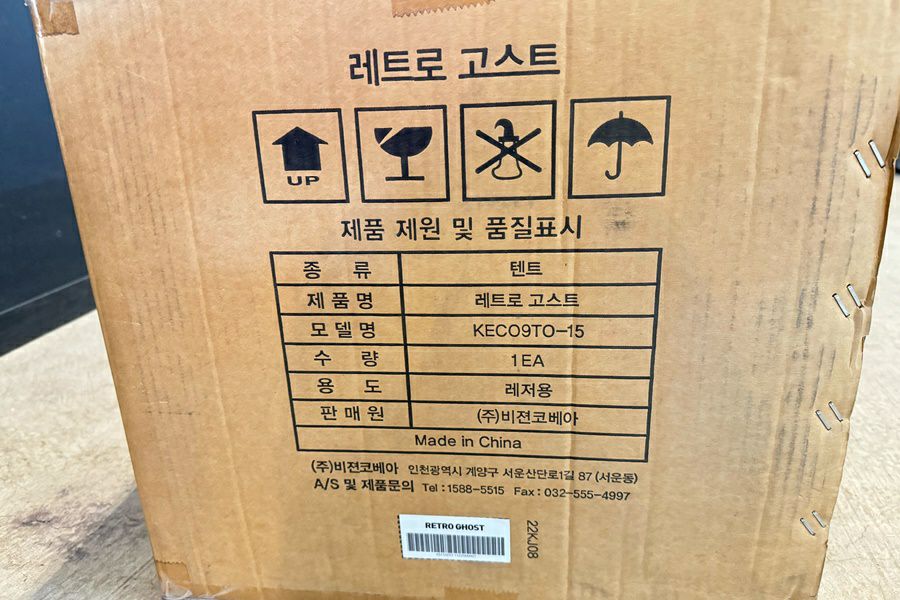 레트로 고스트
UP
제품 제원 및 품질표시
종 류 텐트
제품명 레트로 고스트
모델명 KECO9TO-15
수 량 1EA
용 도 레저용
판매원 (주)비젼코베아
Made in China
(주)비젼코베아 인천광역시 계양구 서운산단로1길 87 (서운동)
A/S 및 제품문의 Tel : 1588-5515 Fax : 032-555-4997
RETRO GHOST
22KJ08